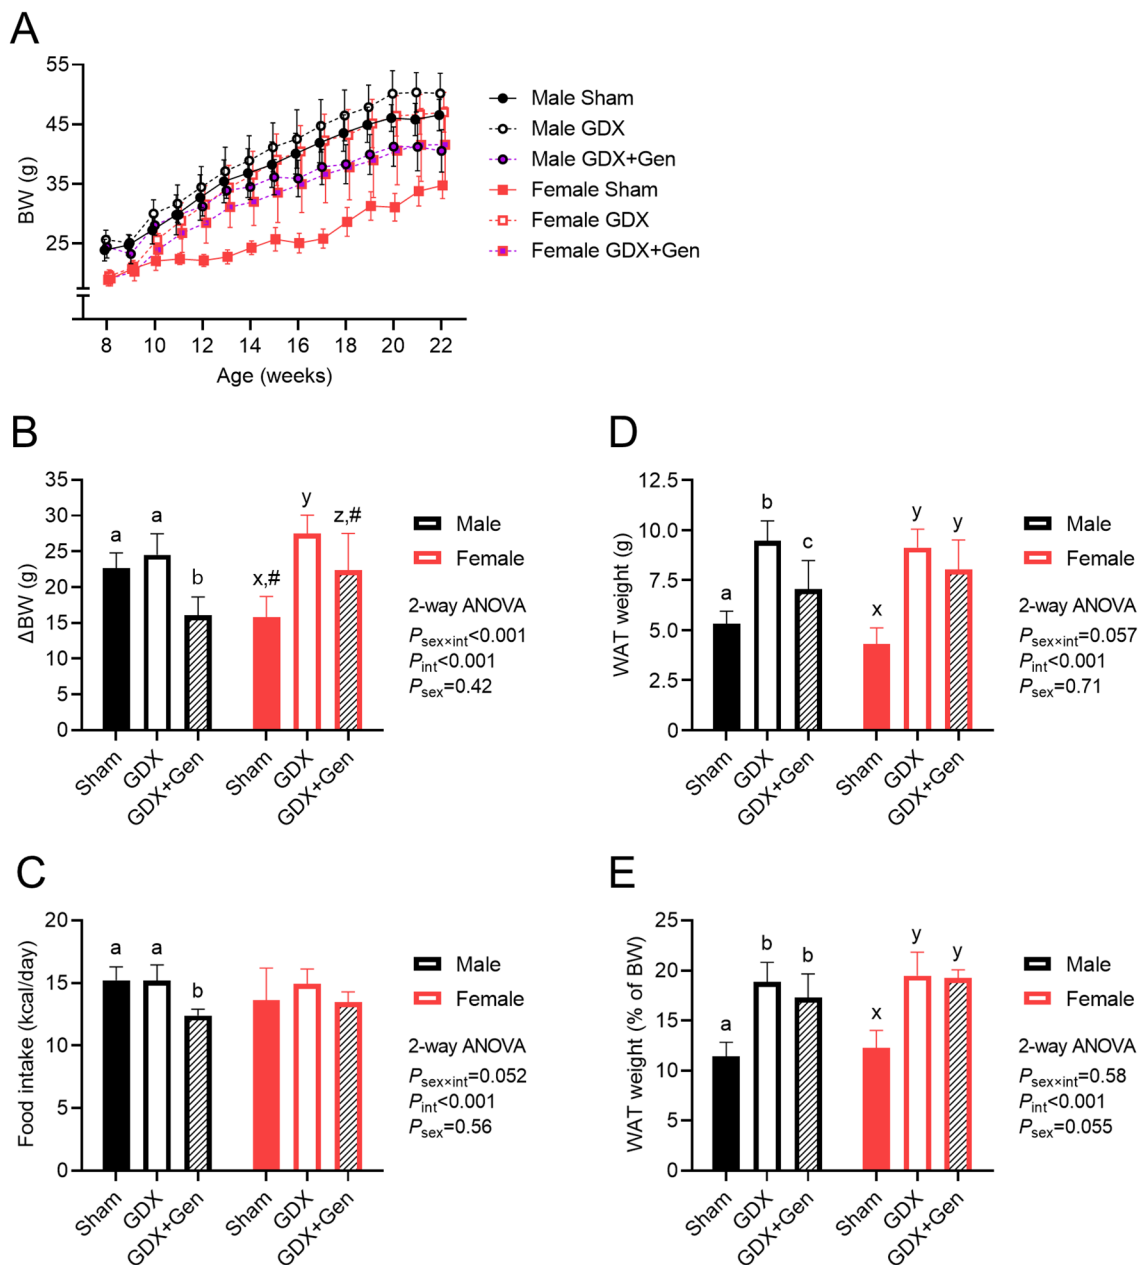 A
55
45
35
25
BW (g)
8 10 12 14 16 18 20 22
Age (weeks)
Male Sham
Male GDX
Male GDX+Gen
Female Sham
Female GDX
Female GDX+Gen
B
35
30
25
20
15
10
5
0
ΔBW (g)
a a b x,# y z,#
Sham GDX GDX+Gen Sham GDX GDX+Gen
Male
Female
2-way ANOVA
Psex×int<0.001
Pint<0.001
Psex=0.42
D
12.5
10.0
7.5
5.0
2.5
0
WAT weight (g)
a b c x y y
Sham GDX GDX+Gen Sham GDX GDX+Gen
Male
Female
2-way ANOVA
Psex×int=0.057
Pint<0.001
Psex=0.71
C
20
15
10
5
0
Food intake (kcal/day)
a a b
Sham GDX GDX+Gen Sham GDX GDX+Gen
Male
Female
2-way ANOVA
Psex×int=0.052
Pint<0.001
Psex=0.56
E
25
20
15
10
5
0
WAT weight (% of BW)
a b b x y y
Sham GDX GDX+Gen Sham GDX GDX+Gen
Male
Female
2-way ANOVA
Psex×int=0.58
Pint<0.001
Psex=0.055